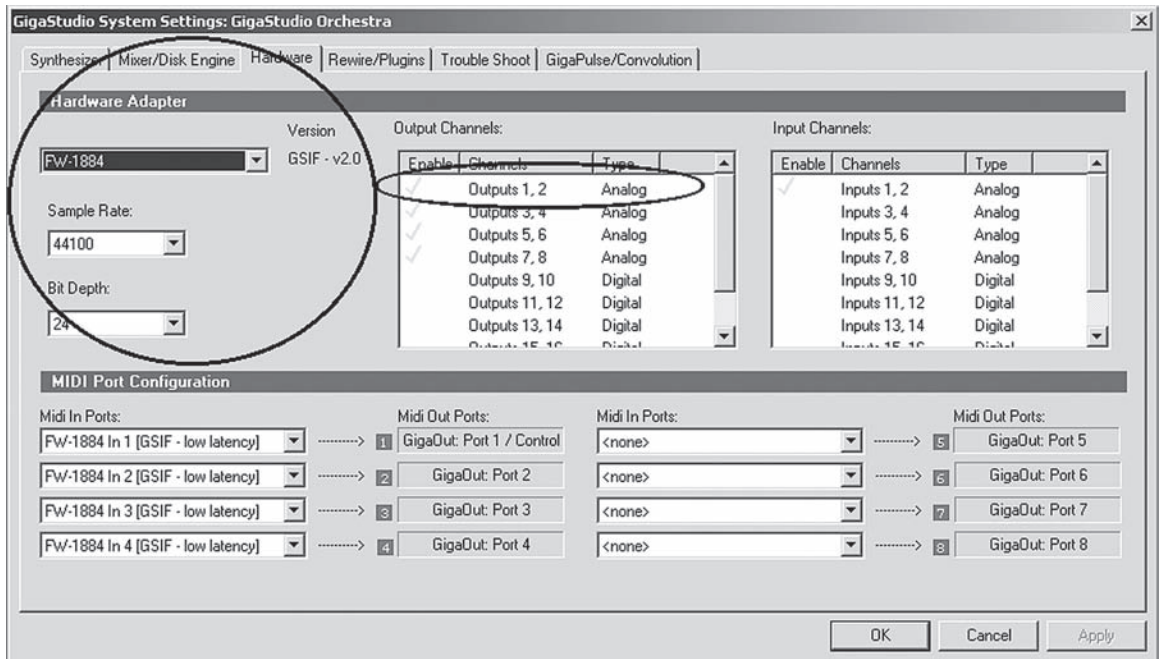 GigaStudio System Settings: GigaStudio Orchestra
Synthesizer Mixer/Disk Engine Hardware Rewire/Plugins Trouble Shoot GigaPulse/Convolution
Hardware Adapter
Version
FW-1884
GSIF - v2.0
Sample Rate:
44100
Bit Depth:
24
Output Channels:
Enable Channels Type
Outputs 1, 2 Analog
Outputs 3, 4 Analog
Outputs 5, 6 Analog
Outputs 7, 8 Analog
Outputs 9, 10 Digital
Outputs 11, 12 Digital
Outputs 13, 14 Digital
Outputs 15, 16 Digital
Input Channels:
Enable Channels Type
Inputs 1, 2 Analog
Inputs 3, 4 Analog
Inputs 5, 6 Analog
Inputs 7, 8 Analog
Inputs 9, 10 Digital
Inputs 11, 12 Digital
Inputs 13, 14 Digital
Inputs 15, 16 Digital
MIDI Port Configuration
Midi In Ports: Midi Out Ports: Midi In Ports: Midi Out Ports:
FW-1884 In 1 [GSIF - low latency] ---------> 1 GigaOut: Port 1 / Control <none> ---------> 5 GigaOut: Port 5
FW-1884 In 2 [GSIF - low latency] ---------> 2 GigaOut: Port 2 <none> ---------> 6 GigaOut: Port 6
FW-1884 In 3 [GSIF - low latency] ---------> 3 GigaOut: Port 3 <none> ---------> 7 GigaOut: Port 7
FW-1884 In 4 [GSIF - low latency] ---------> 4 GigaOut: Port 4 <none> ---------> 8 GigaOut: Port 8
OK Cancel Apply